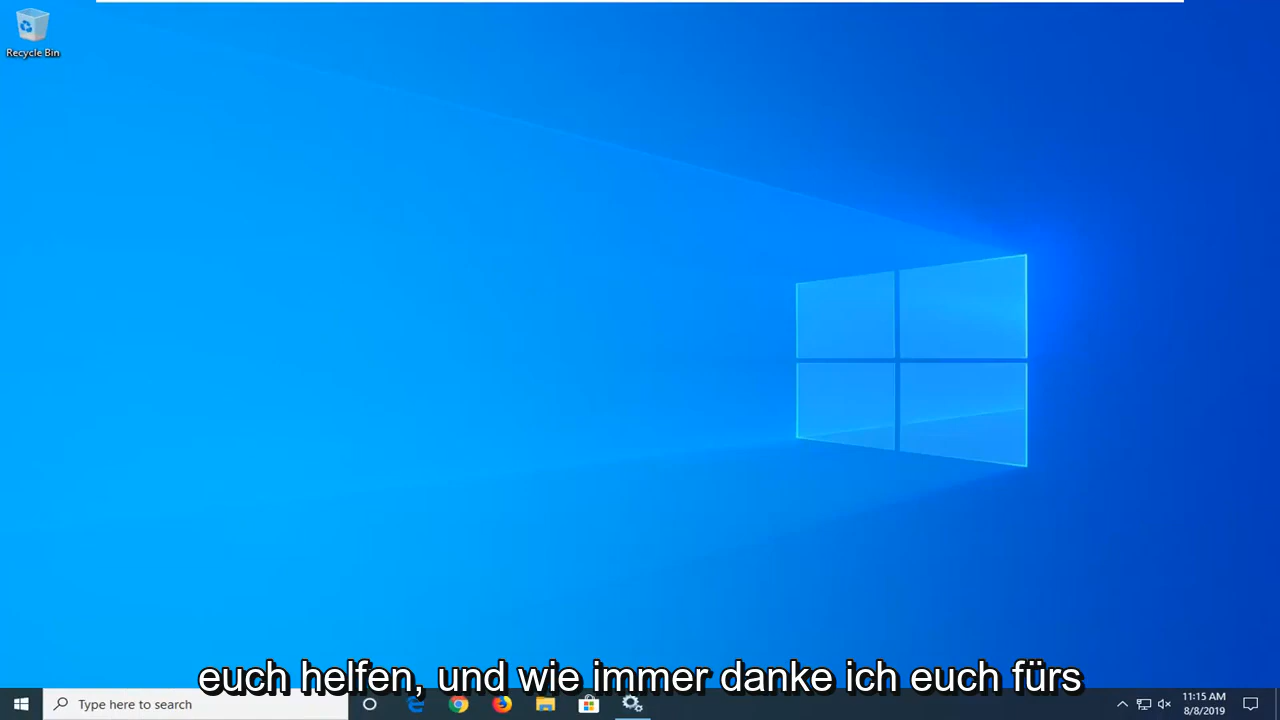 Recycle Bin
euch helfen, und wie immer danke ich euch fürs
Type here to search
11:15 AM
8/8/2019